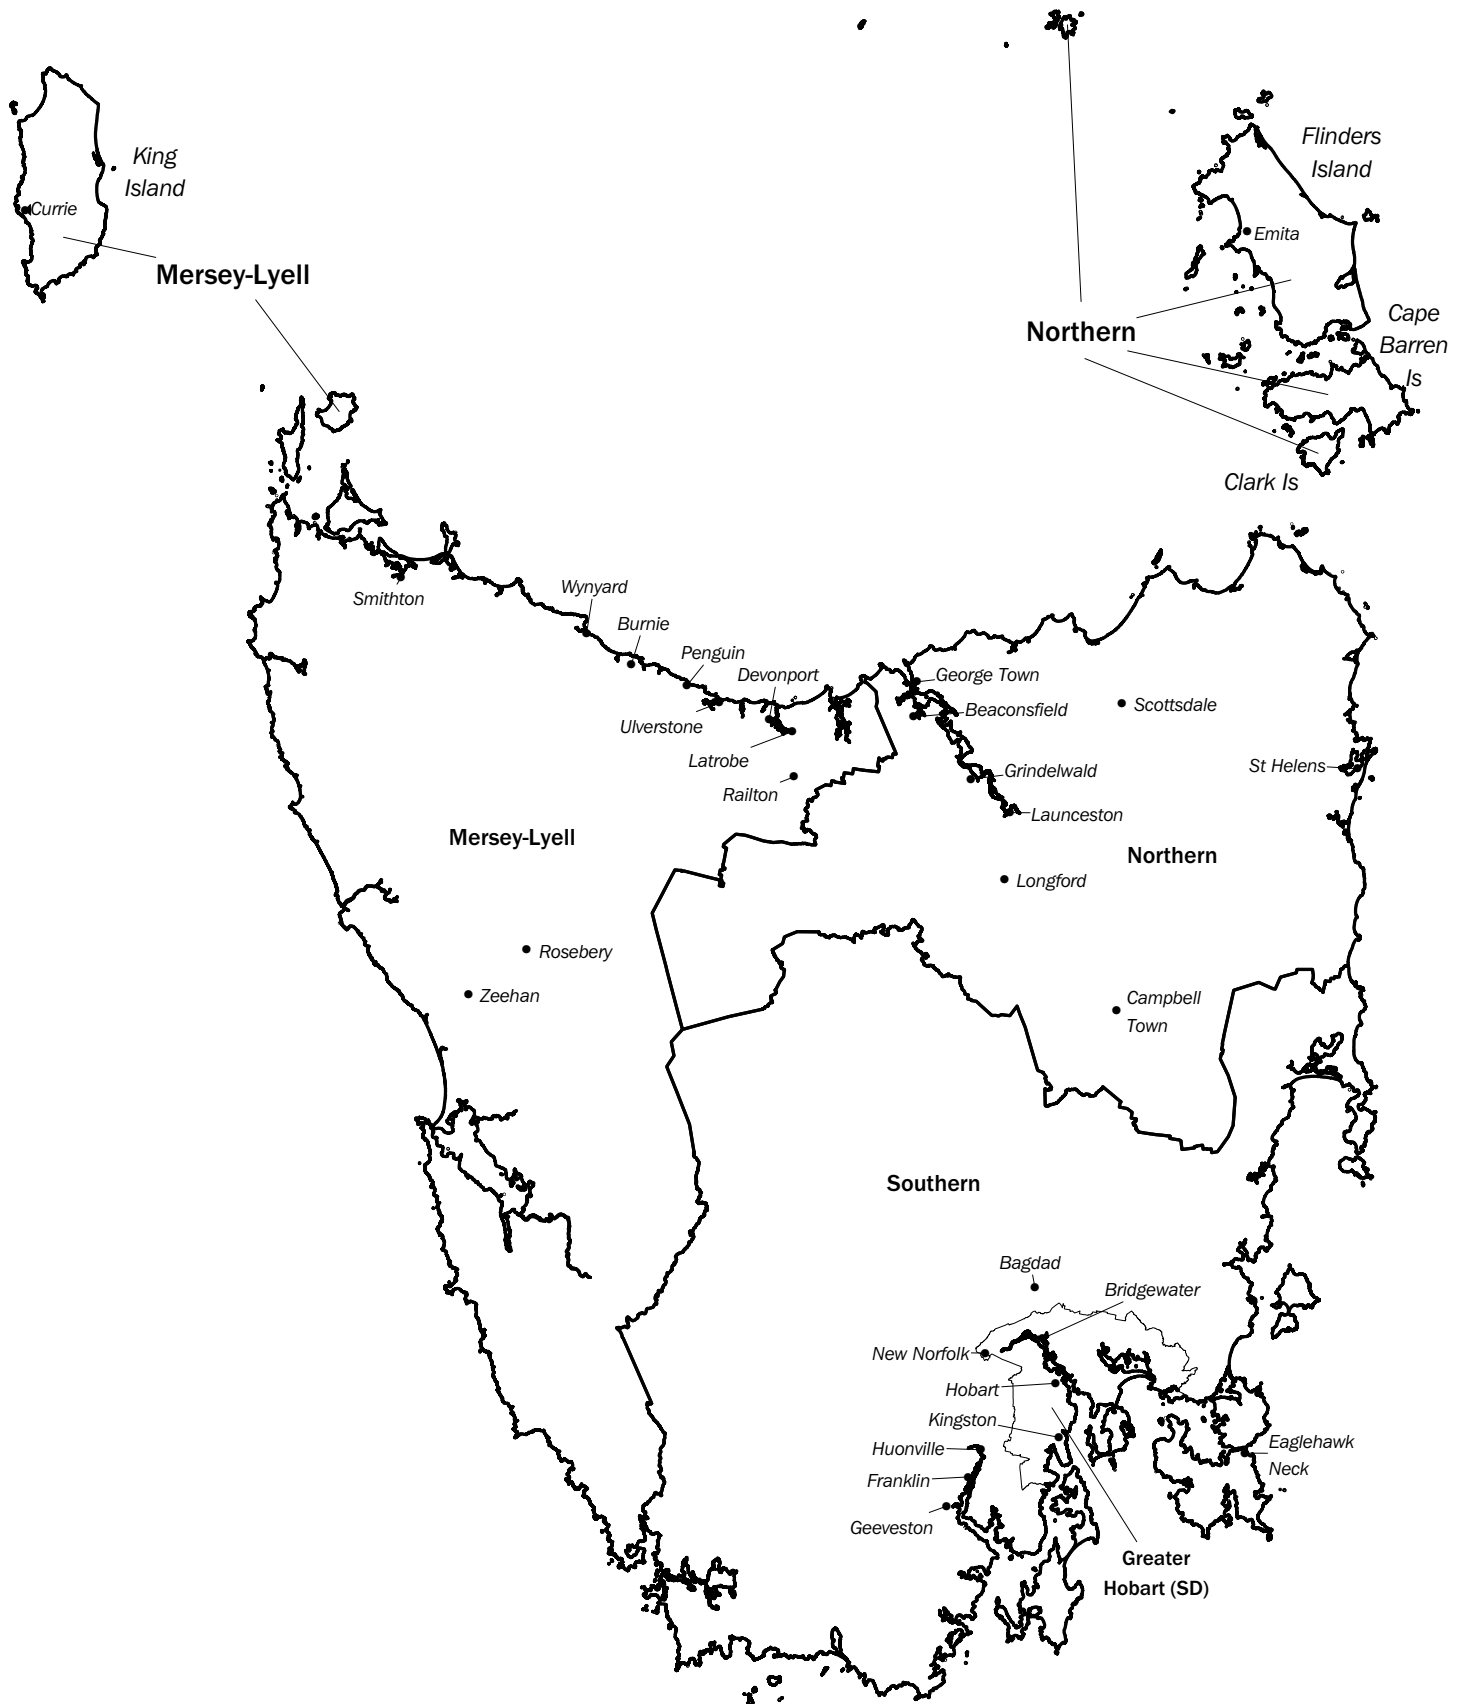 Flinders
Island
King
Island
Currie
Emita
Mersey-Lyell
Cape
Barren
Is
Northern
Clark Is
Wynyard
Smithton
Burnie
Penguin
Devonport
George Town
Beaconsfield
Scottsdale
Ulverstone
Latrobe
St Helens
Grindelwald
Railton
Launceston
Mersey-Lyell
Northern
Longford
Rosebery
Zeehan
Campbell
Town
Southern
Bagdad
Bridgewater
New Norfolk
Hobart
Kingston
Huonville
Eaglehawk
Neck
Franklin
Geeveston
Greater
Hobart (SD)